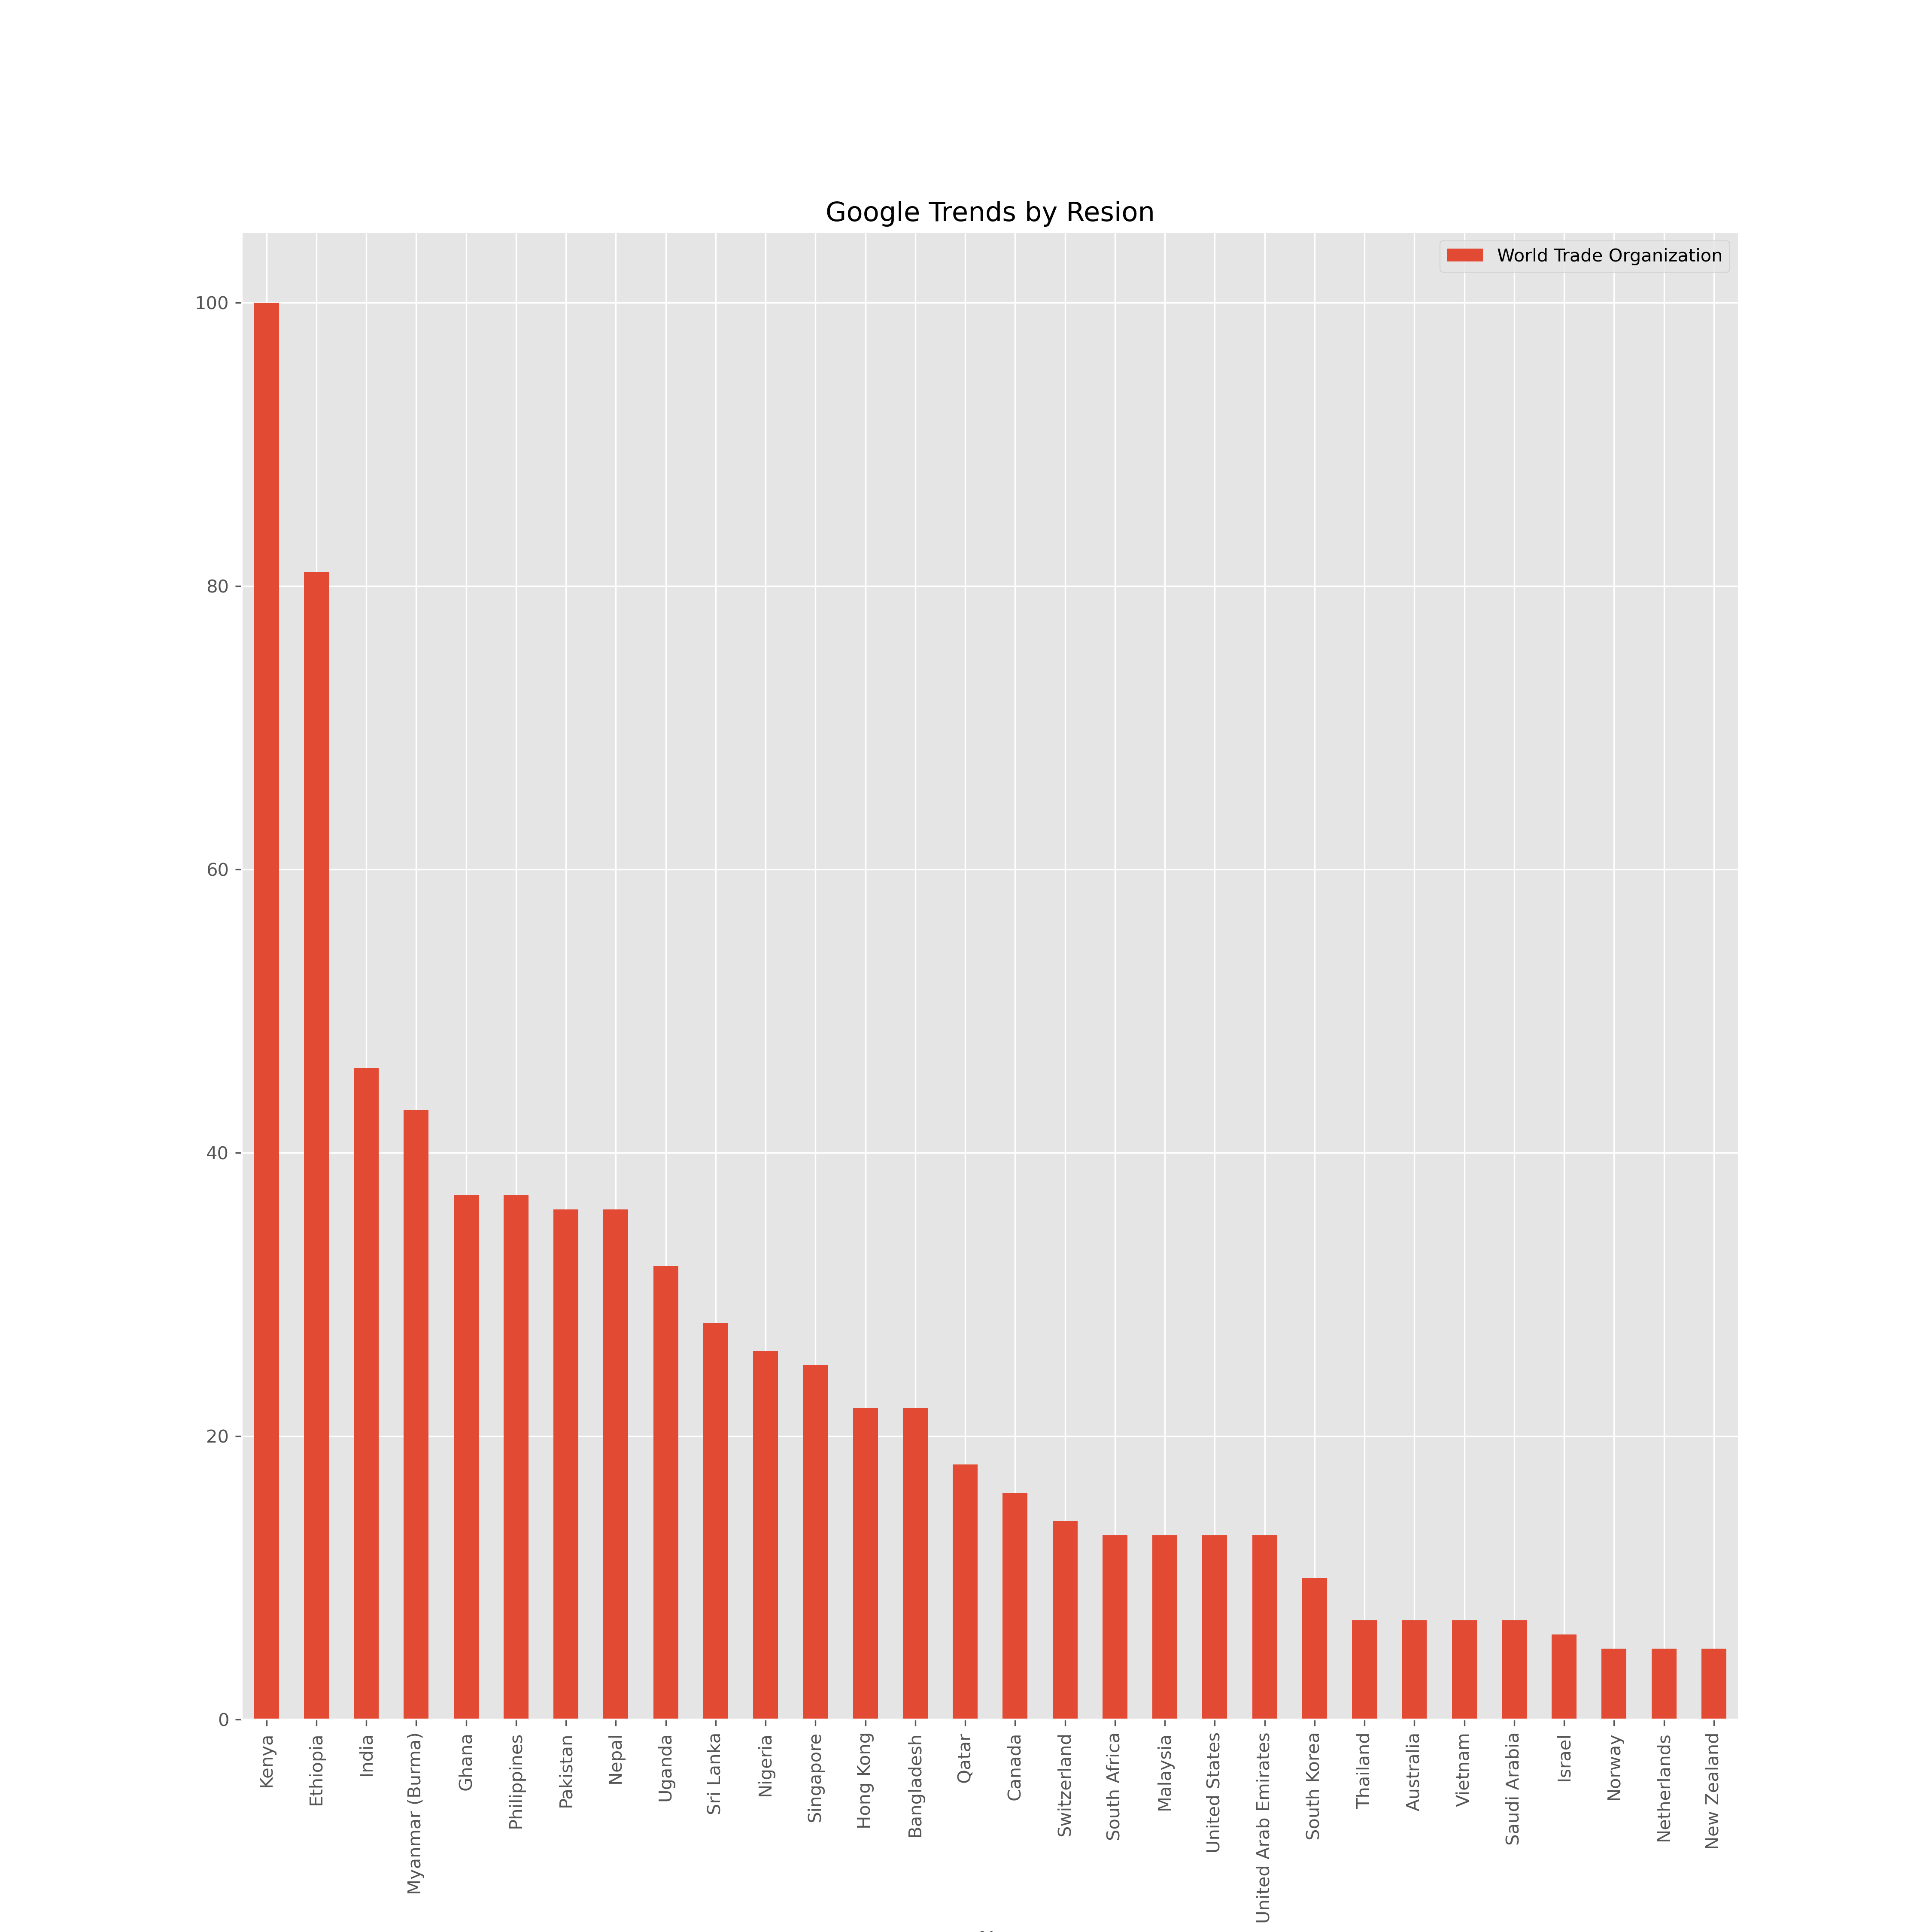 Google Trends by Resion
World Trade Organization
100
80
60
40
20
0
Kenya
Ethiopia
India
Myanmar (Burma)
Ghana
Philippines
Pakistan
Nepal
Uganda
Sri Lanka
Nigeria
Singapore
Hong Kong
Bangladesh
Qatar
Canada
Switzerland
South Africa
Malaysia
United States
United Arab Emirates
South Korea
Thailand
Australia
Vietnam
Saudi Arabia
Israel
Norway
Netherlands
New Zealand